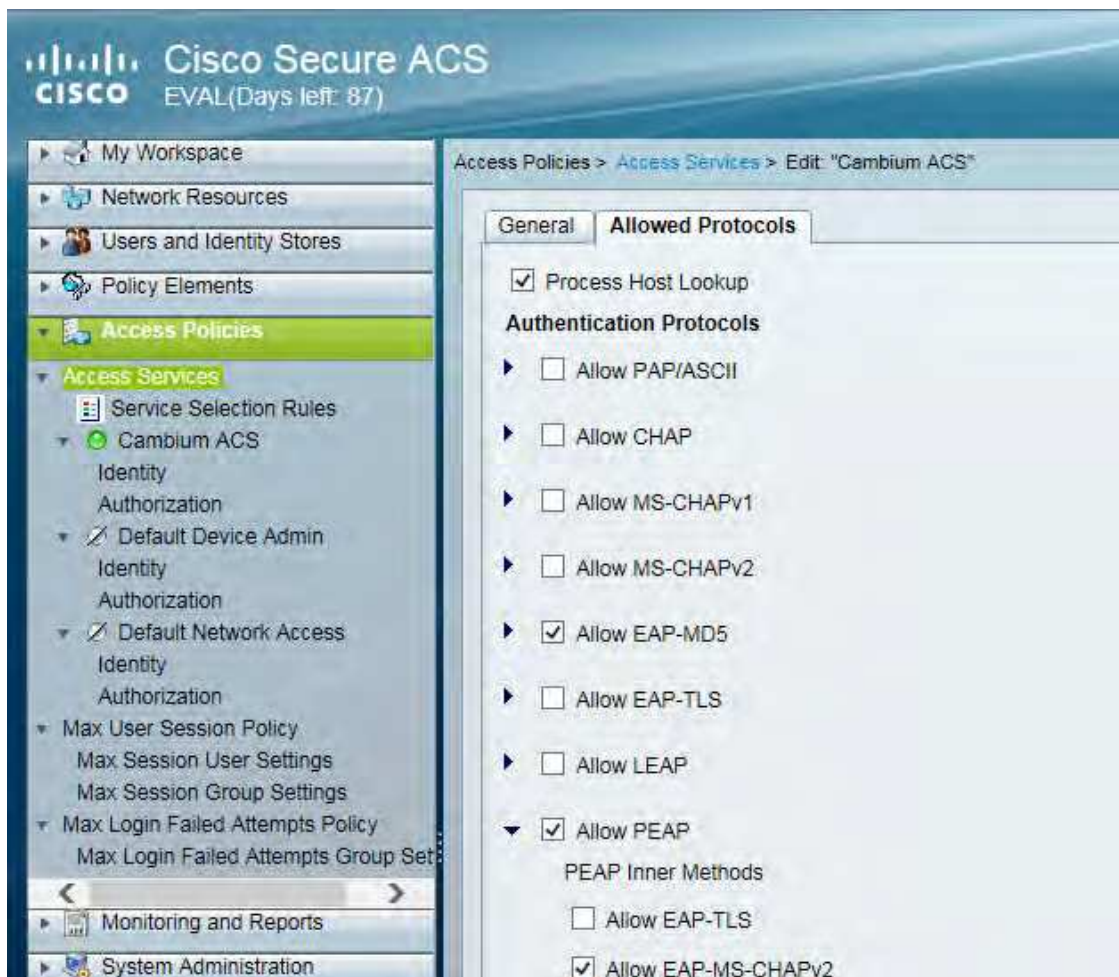 Cisco Secure ACS
CISCO
EVAL(Days left: 87)
My Workspace
Network Resources
Users and Identity Stores
Policy Elements
Access Policies
Access Services
Service Selection Rules
Cambium ACS
Identity
Authorization
Default Device Admin
Identity
Authorization
Default Network Access
Identity
Authorization
Max User Session Policy
Max Session User Settings
Max Session Group Settings
Max Login Failed Attempts Policy
Max Login Failed Attempts Group Set
Monitoring and Reports
System Administration
Access Policies > Access Services > Edit: "Cambium ACS"
General Allowed Protocols
Process Host Lookup
Authentication Protocols
Allow PAP/ASCII
Allow CHAP
Allow MS-CHAPv1
Allow MS-CHAPv2
Allow EAP-MD5
Allow EAP-TLS
Allow LEAP
Allow PEAP
PEAP Inner Methods
Allow EAP-TLS
Allow EAP-MS-CHAPv2